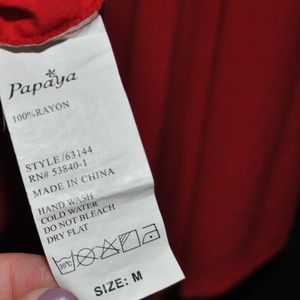 Papaya
100%RAYON
STYLE/63144
RN# 53840-1
MADE IN CHINA
HAND WASH
COLD WATER
DO NOT BLEACH
DRY FLAT
30°C
SIZE: M